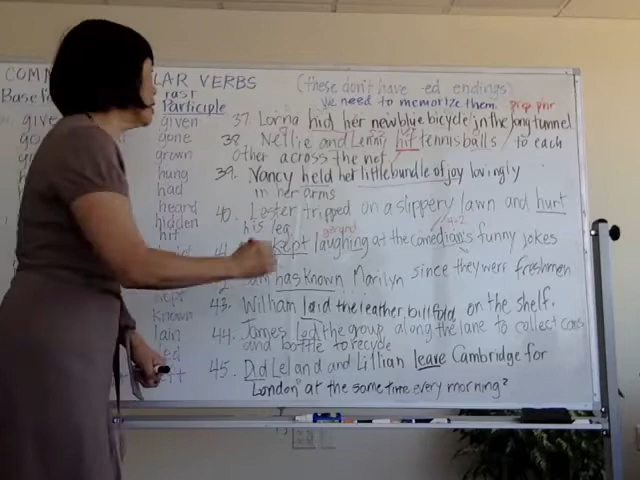 LAR VERBS (these don't have -ed endings)
we need to memorize them.
Base
past
Participle
given
gone
grown
hung
had
heard
hidden
hit
kept
known
lain
led
prep phr
37. Lorna hid her new blue bicycle in the long tunnel
38. Nellie and Lenny hit tennis balls to each
other across the net
39. Nancy held her little bundle of joy lovingly
in her arms
40. Lester tripped on a slippery lawn and hurt
his leg
gerund
kept laughing at the comedian's funny jokes
has known Marilyn since they were freshmen
43. William laid the leather billfold on the shelf.
44. James led the group along the lane to collect cans
and bottle to recycle
45. Did Leland and Lillian leave Cambridge for
London at the same time every morning?